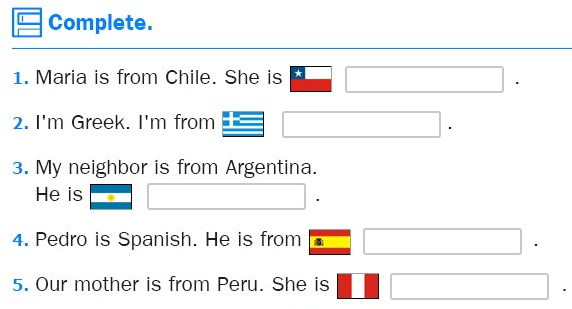 Complete.
1. Maria is from Chile. She is .
2. I'm Greek. I'm from .
3. My neighbor is from Argentina.
He is .
4. Pedro is Spanish. He is from .
5. Our mother is from Peru. She is .